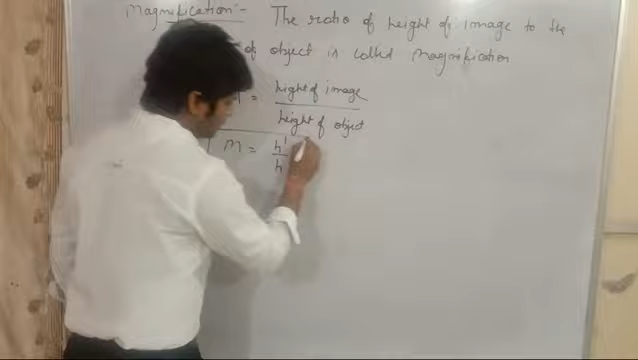 Magnification:- The ratio of height of image to the
of object is called Magnification
= hight of image
height of object
M = h'
h